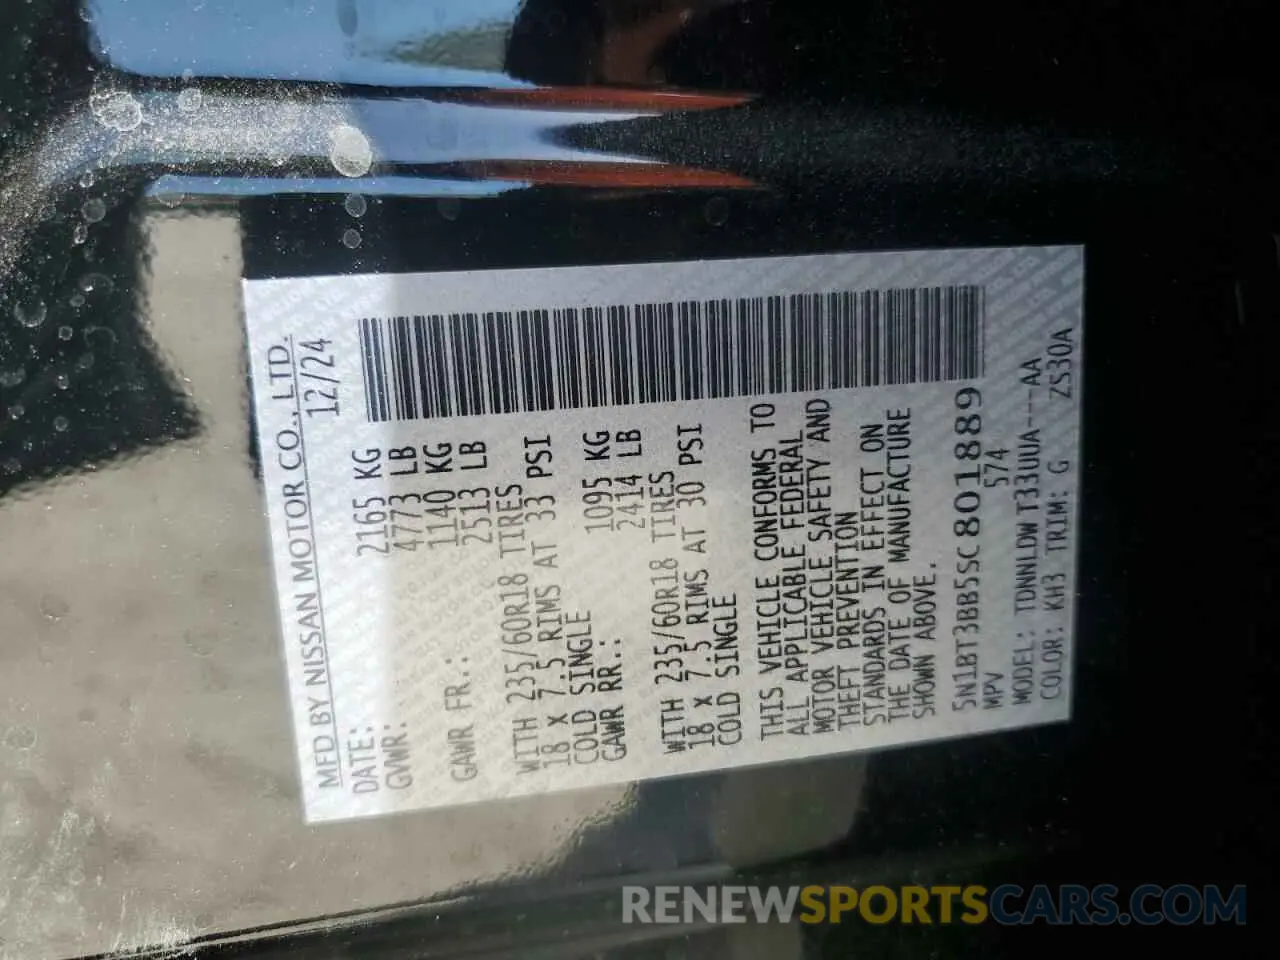 MFD BY NISSAN MOTOR CO., LTD.
DATE: 12/24
GVWR: 2165 KG
4773 LB
GAWR FR.: 1140 KG
2513 LB
WITH 235/60R18 TIRES
18 x 7.5 RIMS AT 33 PSI
COLD SINGLE
GAWR RR.: 1095 KG
2414 LB
WITH 235/60R18 TIRES
18 x 7.5 RIMS AT 30 PSI
COLD SINGLE
THIS VEHICLE CONFORMS TO
ALL APPLICABLE FEDERAL
MOTOR VEHICLE SAFETY AND
THEFT PREVENTION
STANDARDS IN EFFECT ON
THE DATE OF MANUFACTURE
SHOWN ABOVE.
5N1BT3BB5SC801889
MPV 574
MODEL: TDNNLDW T33UUA---AA
COLOR: KH3 TRIM: G ZS30A
RENEWSPORTSCARS.COM